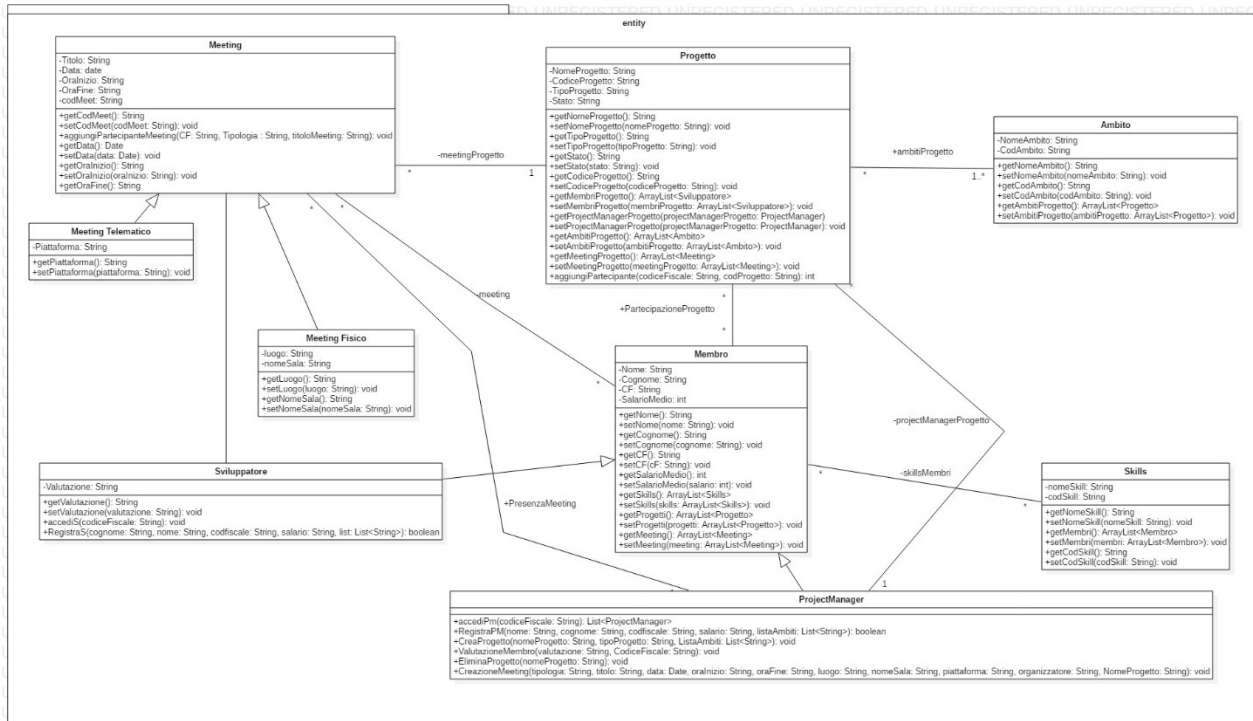 UNREGISTERED UNREGISTERED UNREGISTERED UNREGISTERED UNREGISTERED
entity
Meeting
-Titolo: String
-Data: date
-OraInizio: String
-OraFine: String
-codMeet: String
+getCodMeet(): String
+setCodMeet(codMeet: String): void
+aggiungiPartecipanteMeeting(CF: String, Tipologia : String, titoloMeeting: String): void
+getData(): Date
+setData(data: Date): void
+getOraInizio(): String
+setOraInizio(oraInizio: String): void
+getOraFine(): String
Progetto
-NomeProgetto: String
-CodiceProgetto: String
-TipoProgetto: String
-Stato: String
+getNomeProgetto(): String
+setNomeProgetto(nomeProgetto: String): void
+getTipoProgetto(): String
+setTipoProgetto(tipoProgetto: String): void
+getStato(): String
+setStato(stato: String): void
+getCodiceProgetto(): String
+setCodiceProgetto(codiceProgetto: String): void
+getMembriProgetto(): ArrayList<Sviluppatore>
+setMembriProgetto(membriProgetto: ArrayList<Sviluppatore>): void
+getProjectManagerProgetto(projectManagerProgetto: ProjectManager)
+setProjectManagerProgetto(projectManagerProgetto: ProjectManager): void
+getAmbitiProgetto(): ArrayList<Ambito>
+setAmbitiProgetto(ambitiProgetto: ArrayList<Ambito>): void
+getMeetingProgetto(): ArrayList<Meeting>
+setMeetingProgetto(meetingProgetto: ArrayList<Meeting>): void
+aggiungiPartecipante(codiceFiscale: String, codProgetto: String): int
Ambito
-NomeAmbito: String
-CodAmbito: String
+getNomeAmbito(): String
+setNomeAmbito(nomeAmbito: String): void
+getCodAmbito(): String
+setCodAmbito(codAmbito: String): void
+getAmbitiProgetto(): ArrayList<Progetto>
+setAmbitiProgetto(ambitiProgetto: ArrayList<Progetto>): void
-meetingProgetto
*
1
+ambitiProgetto
*
1..*
*
*
Meeting Telematico
-Piattaforma: String
+getPiattaforma(): String
+setPiattaforma(piattaforma: String): void
-meeting
*
+PartecipazioneProgetto
*
*
*
Meeting Fisico
-luogo: String
-nomeSala: String
+getLuogo(): String
+setLuogo(luogo: String): void
+getNomeSala(): String
+setNomeSala(nomeSala: String): void
Membro
-Nome: String
-Cognome: String
-CF: String
-SalarioMedio: int
+getNome(): String
+setNome(nome: String): void
+getCognome(): String
+setCognome(cognome: String): void
+getCF(): String
+setCF(cF: String): void
+getSalarioMedio(): int
+setSalarioMedio(salario: int): void
+getSkills(): ArrayList<Skills>
+setSkills(skills: ArrayList<Skills>): void
+getProgetti(): ArrayList<Progetto>
+setProgetti(progetti: ArrayList<Progetto>): void
+getMeeting(): ArrayList<Meeting>
+setMeeting(meeting: ArrayList<Meeting>): void
-projectManagerProgetto
-skillsMembri
*
*
Skills
-nomeSkill: String
-codSkill: String
+getNomeSkill(): String
+setNomeSkill(nomeSkill: String): void
+getMembri(): ArrayList<Membro>
+setMembri(membri: ArrayList<Membro>): void
+getCodSkill(): String
+setCodSkill(codSkill: String): void
Sviluppatore
-Valutazione: String
+getValutazione(): String
+setValutazione(valutazione: String): void
+accediS(codiceFiscale: String): void
+RegistraS(cognome: String, nome: String, codfiscale: String, salario: String, list: List<String>): boolean
+PresenzaMeeting
*
1
ProjectManager
+accediPm(codiceFiscale: String): List<ProjectManager>
+RegistraPM(nome: String, cognome: String, codfiscale: String, salario: String, listaAmbiti: List<String>): boolean
+CreaProgetto(nomeProgetto: String, tipoProgetto: String, ListaAmbiti: List<String>): void
+ValutazioneMembro(valutazione: String, CodiceFiscale: String): void
+EliminaProgetto(nomeProgetto: String): void
+CreazioneMeeting(tipologia: String, titolo: String, data: Date, oraInizio: String, oraFine: String, luogo: String, nomeSala: String, piattaforma: String, organizzatore: String, NomeProgetto: String): void